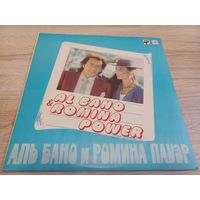 AL BANO
& ROMINA
POWER
АЛЬ БАНО и РОМИНА ПАУЭР